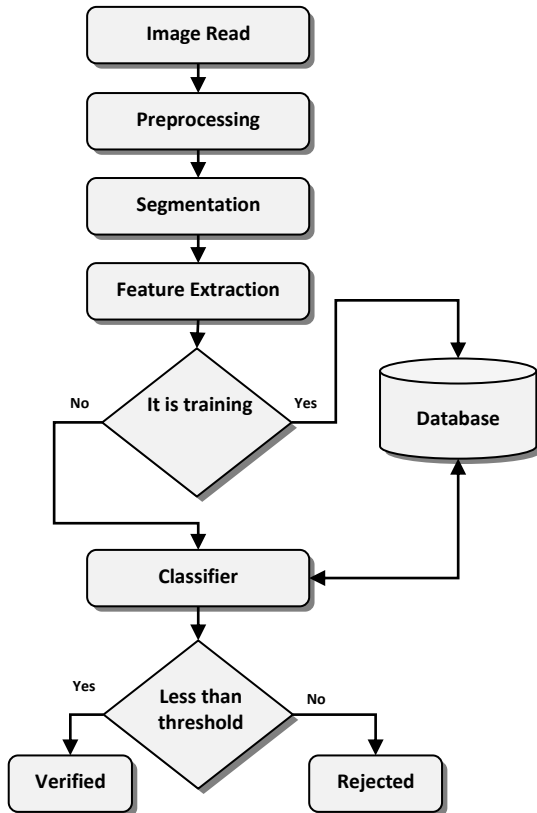 Image Read
Preprocessing
Segmentation
Feature Extraction
It is training
No
Yes
Database
Classifier
Less than
threshold
Yes
No
Verified
Rejected